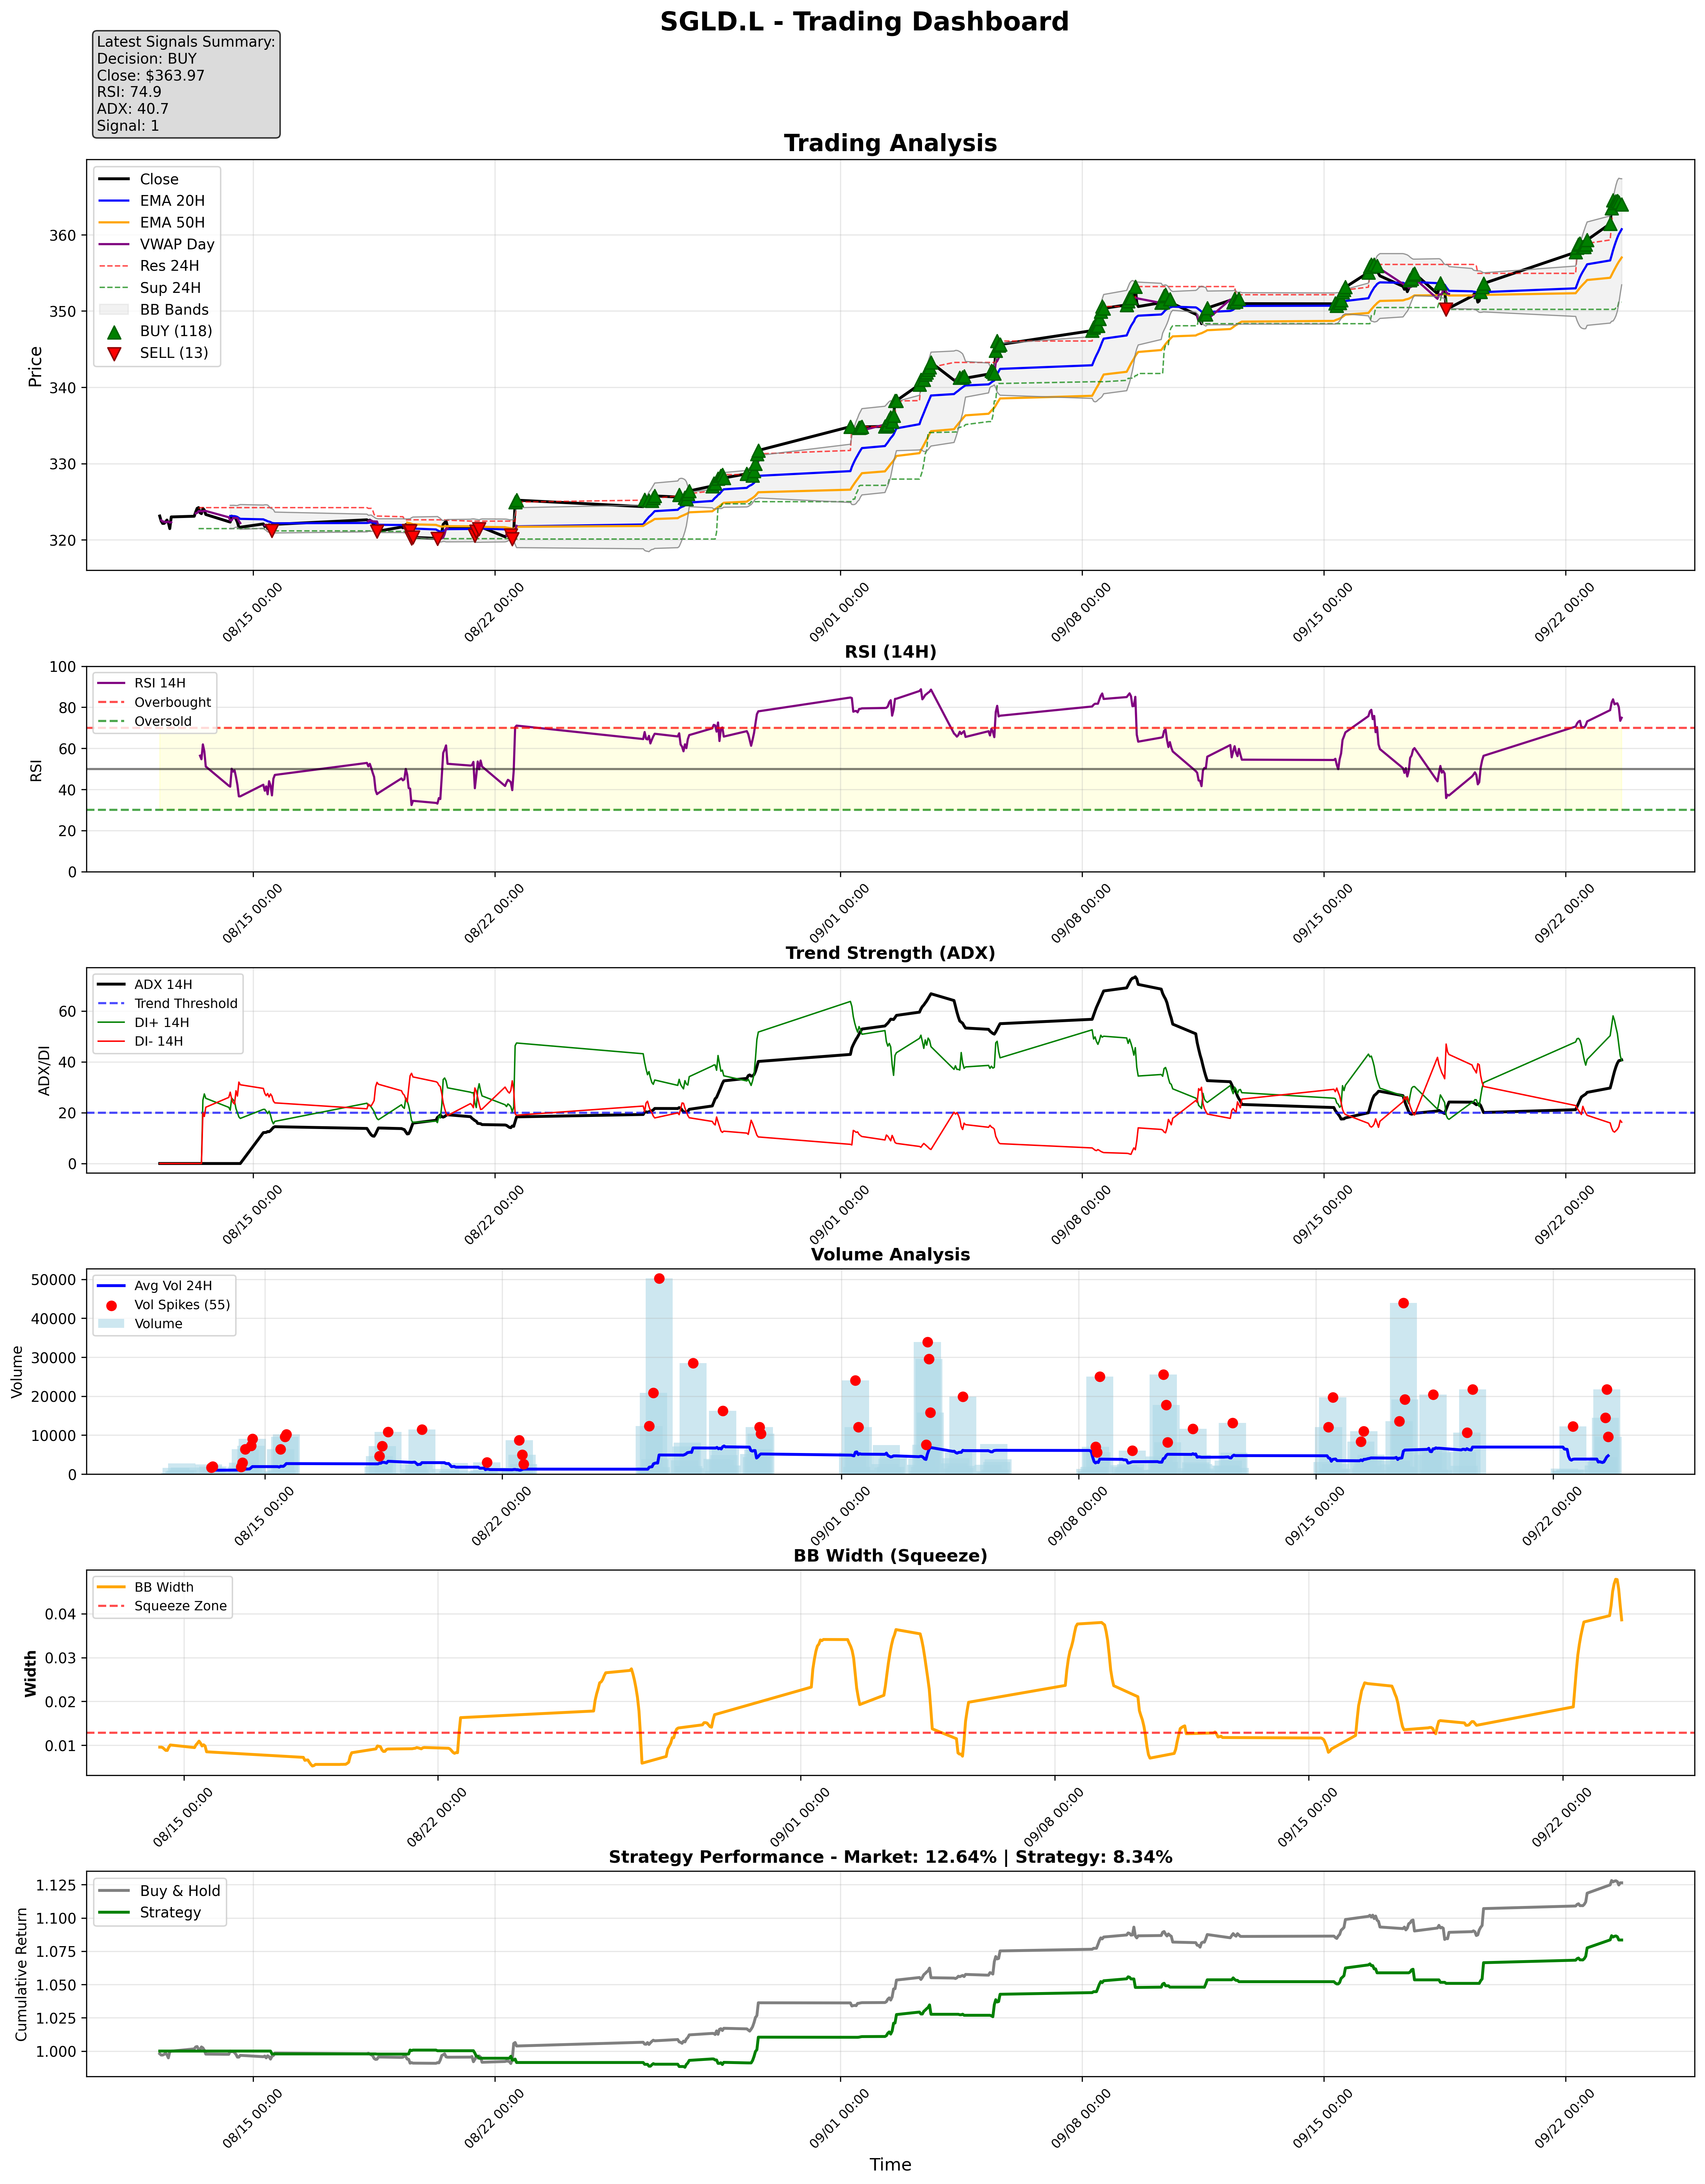 SGLD.L - Trading Dashboard
Latest Signals Summary:
Decision: BUY
Close: $363.97
RSI: 74.9
ADX: 40.7
Signal: 1
Trading Analysis
Close
EMA 20H
EMA 50H
VWAP Day
Res 24H
Sup 24H
BB Bands
BUY (118)
SELL (13)
Price
360
350
340
330
320
08/15 00:00
08/22 00:00
09/01 00:00
09/08 00:00
09/15 00:00
09/22 00:00
RSI (14H)
RSI 14H
Overbought
Oversold
RSI
100
80
60
40
20
0
08/15 00:00
08/22 00:00
09/01 00:00
09/08 00:00
09/15 00:00
09/22 00:00
Trend Strength (ADX)
ADX 14H
Trend Threshold
DI+ 14H
DI- 14H
ADX/DI
60
40
20
0
08/15 00:00
08/22 00:00
09/01 00:00
09/08 00:00
09/15 00:00
09/22 00:00
Volume Analysis
Avg Vol 24H
Vol Spikes (55)
Volume
Volume
50000
40000
30000
20000
10000
0
08/15 00:00
08/22 00:00
09/01 00:00
09/08 00:00
09/15 00:00
09/22 00:00
BB Width (Squeeze)
BB Width
Squeeze Zone
Width
0.04
0.03
0.02
0.01
08/15 00:00
08/22 00:00
09/01 00:00
09/08 00:00
09/15 00:00
09/22 00:00
Strategy Performance - Market: 12.64% | Strategy: 8.34%
Buy & Hold
Strategy
Cumulative Return
1.125
1.100
1.075
1.050
1.025
1.000
08/15 00:00
08/22 00:00
09/01 00:00
09/08 00:00
09/15 00:00
09/22 00:00
Time